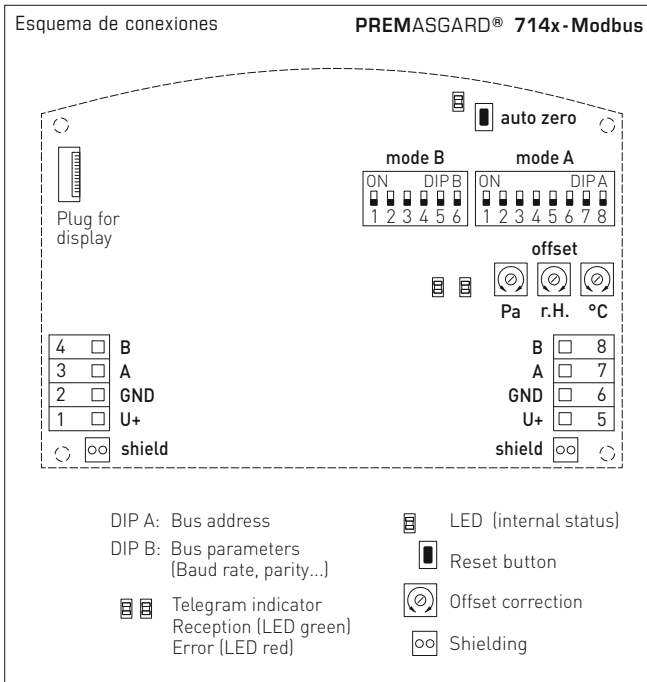 Esquema de conexiones
PREMASGARD® 714x-Modbus
auto zero
mode B
mode A
ON DIP B
1 2 3 4 5 6
ON DIP A
1 2 3 4 5 6 7 8
Plug for
display
offset
Pa r.H. °C
4 B
3 A
2 GND
1 U+
shield
B 8
A 7
GND 6
U+ 5
shield
DIP A: Bus address
DIP B: Bus parameters
(Baud rate, parity...)
Telegram indicator
Reception (LED green)
Error (LED red)
LED (internal status)
Reset button
Offset correction
Shielding